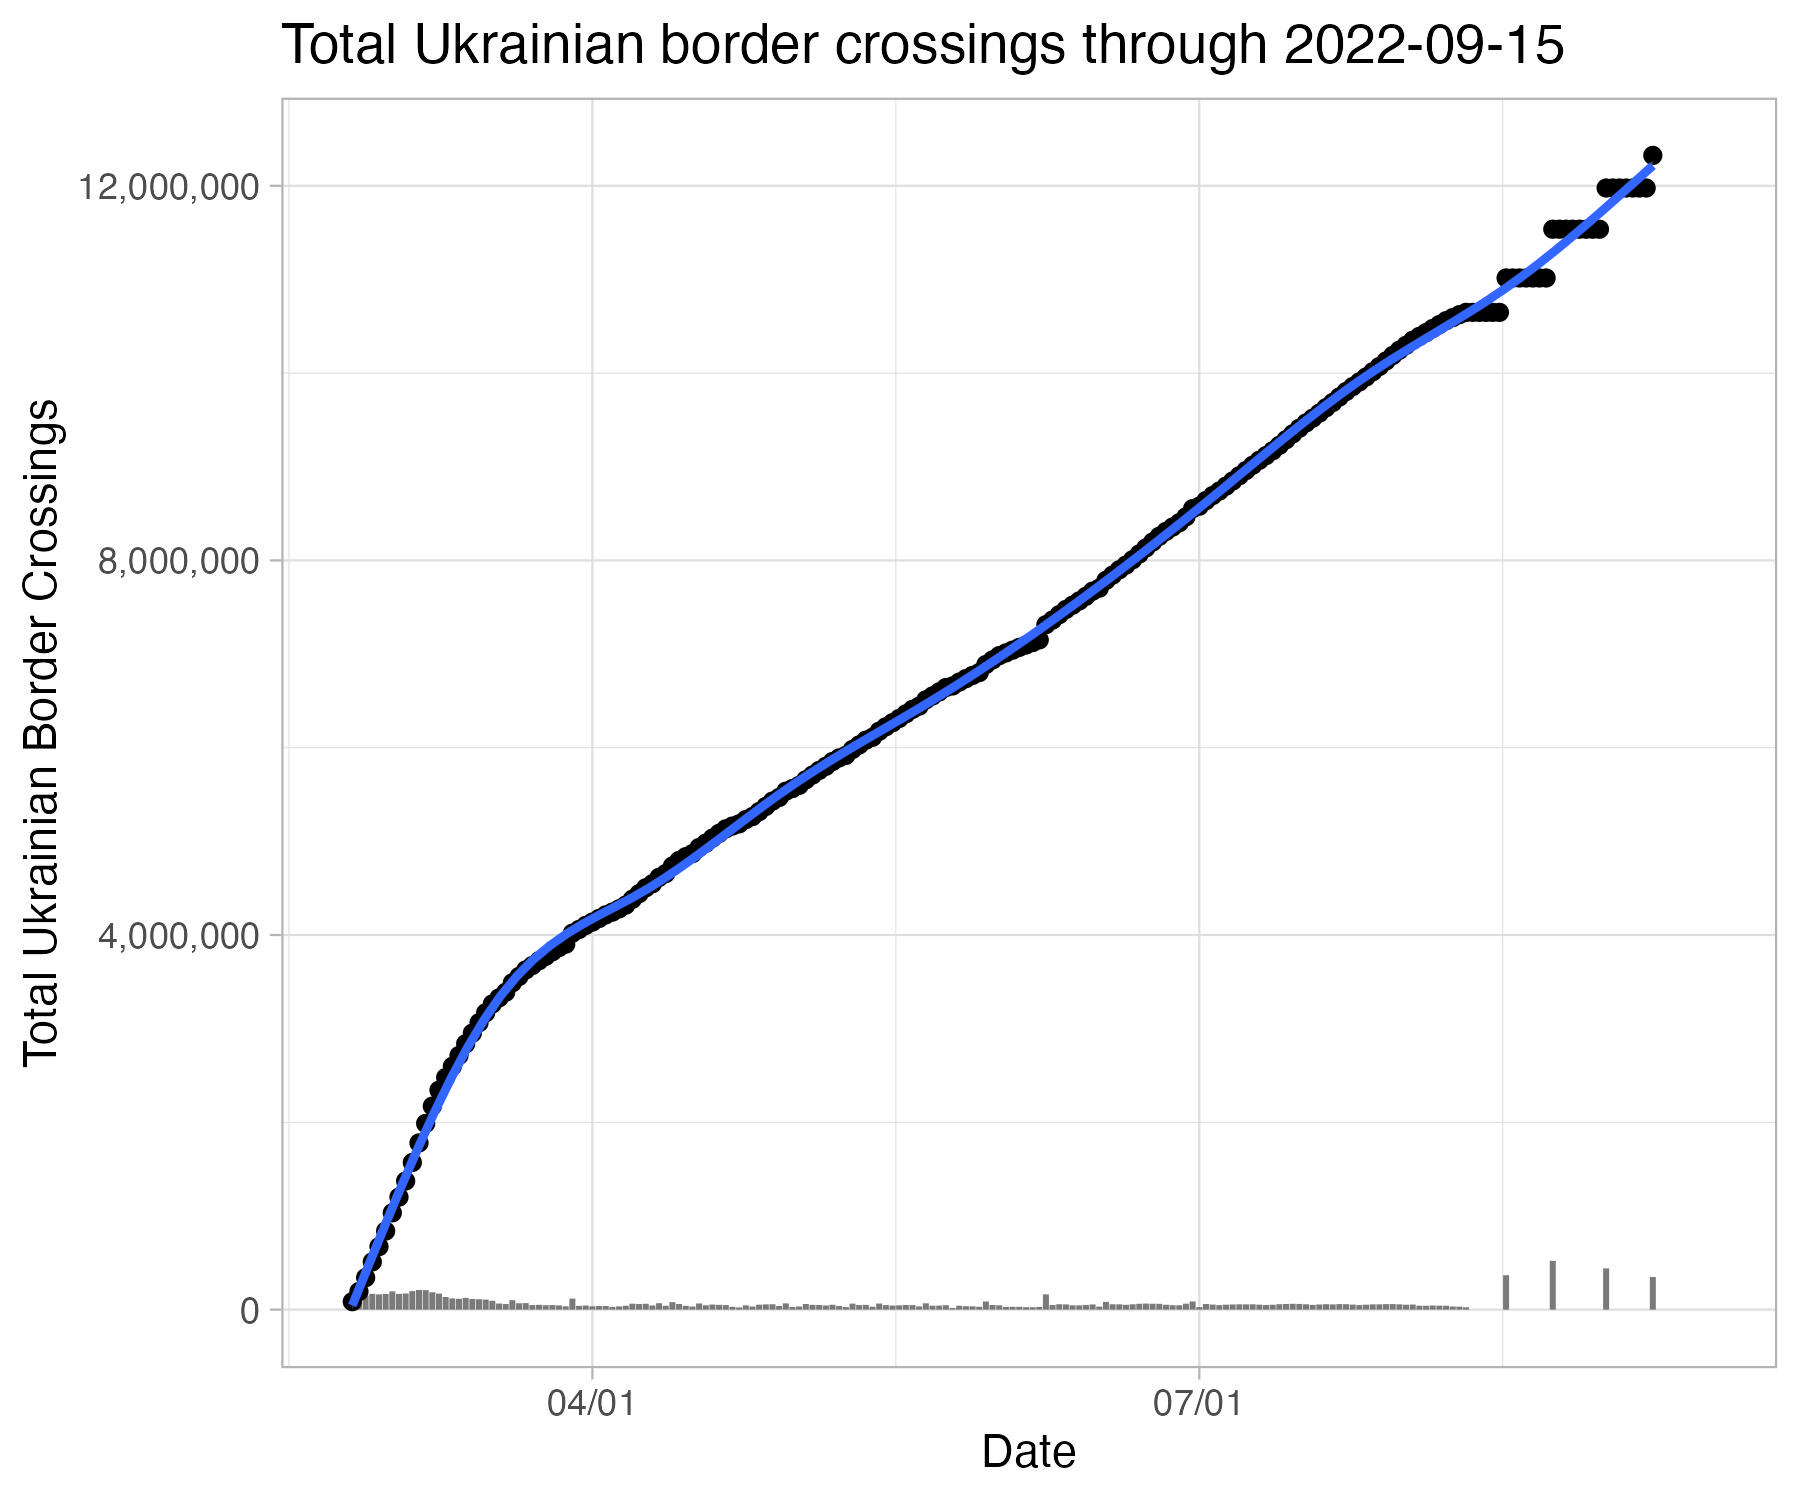 Total Ukrainian border crossings through 2022-09-15
Total Ukrainian Border Crossings
12,000,000
8,000,000
4,000,000
0
04/01
07/01
Date